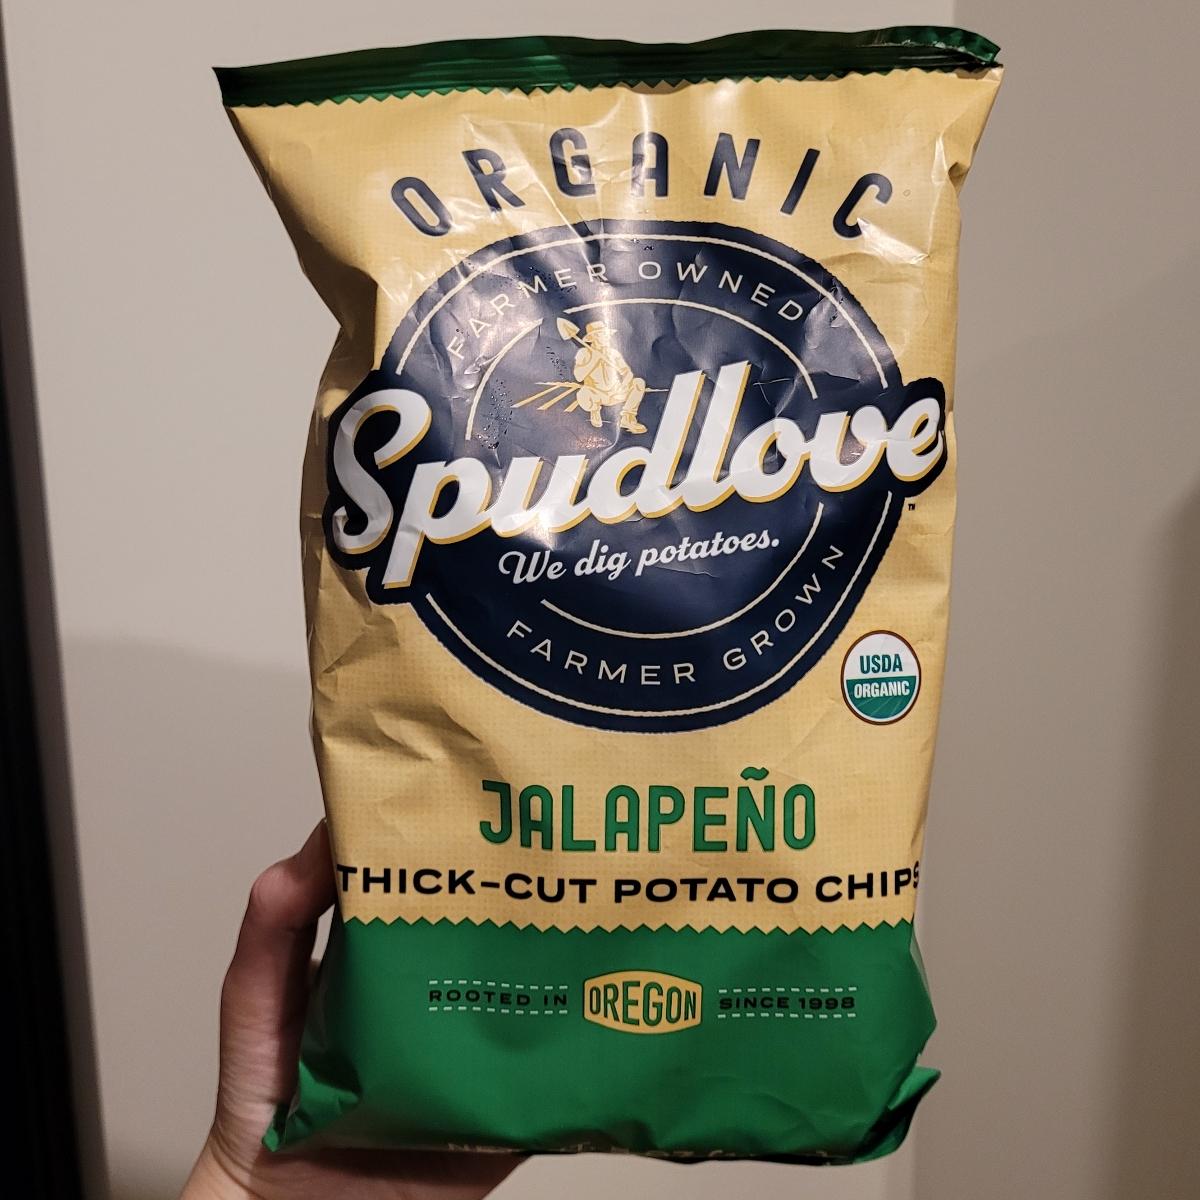 ORGANIC
FARMER OWNED
Spudlove™
We dig potatoes.
FARMER GROWN
USDA
ORGANIC
JALAPEÑO
THICK-CUT POTATO CHIPS
ROOTED IN OREGON SINCE 1998